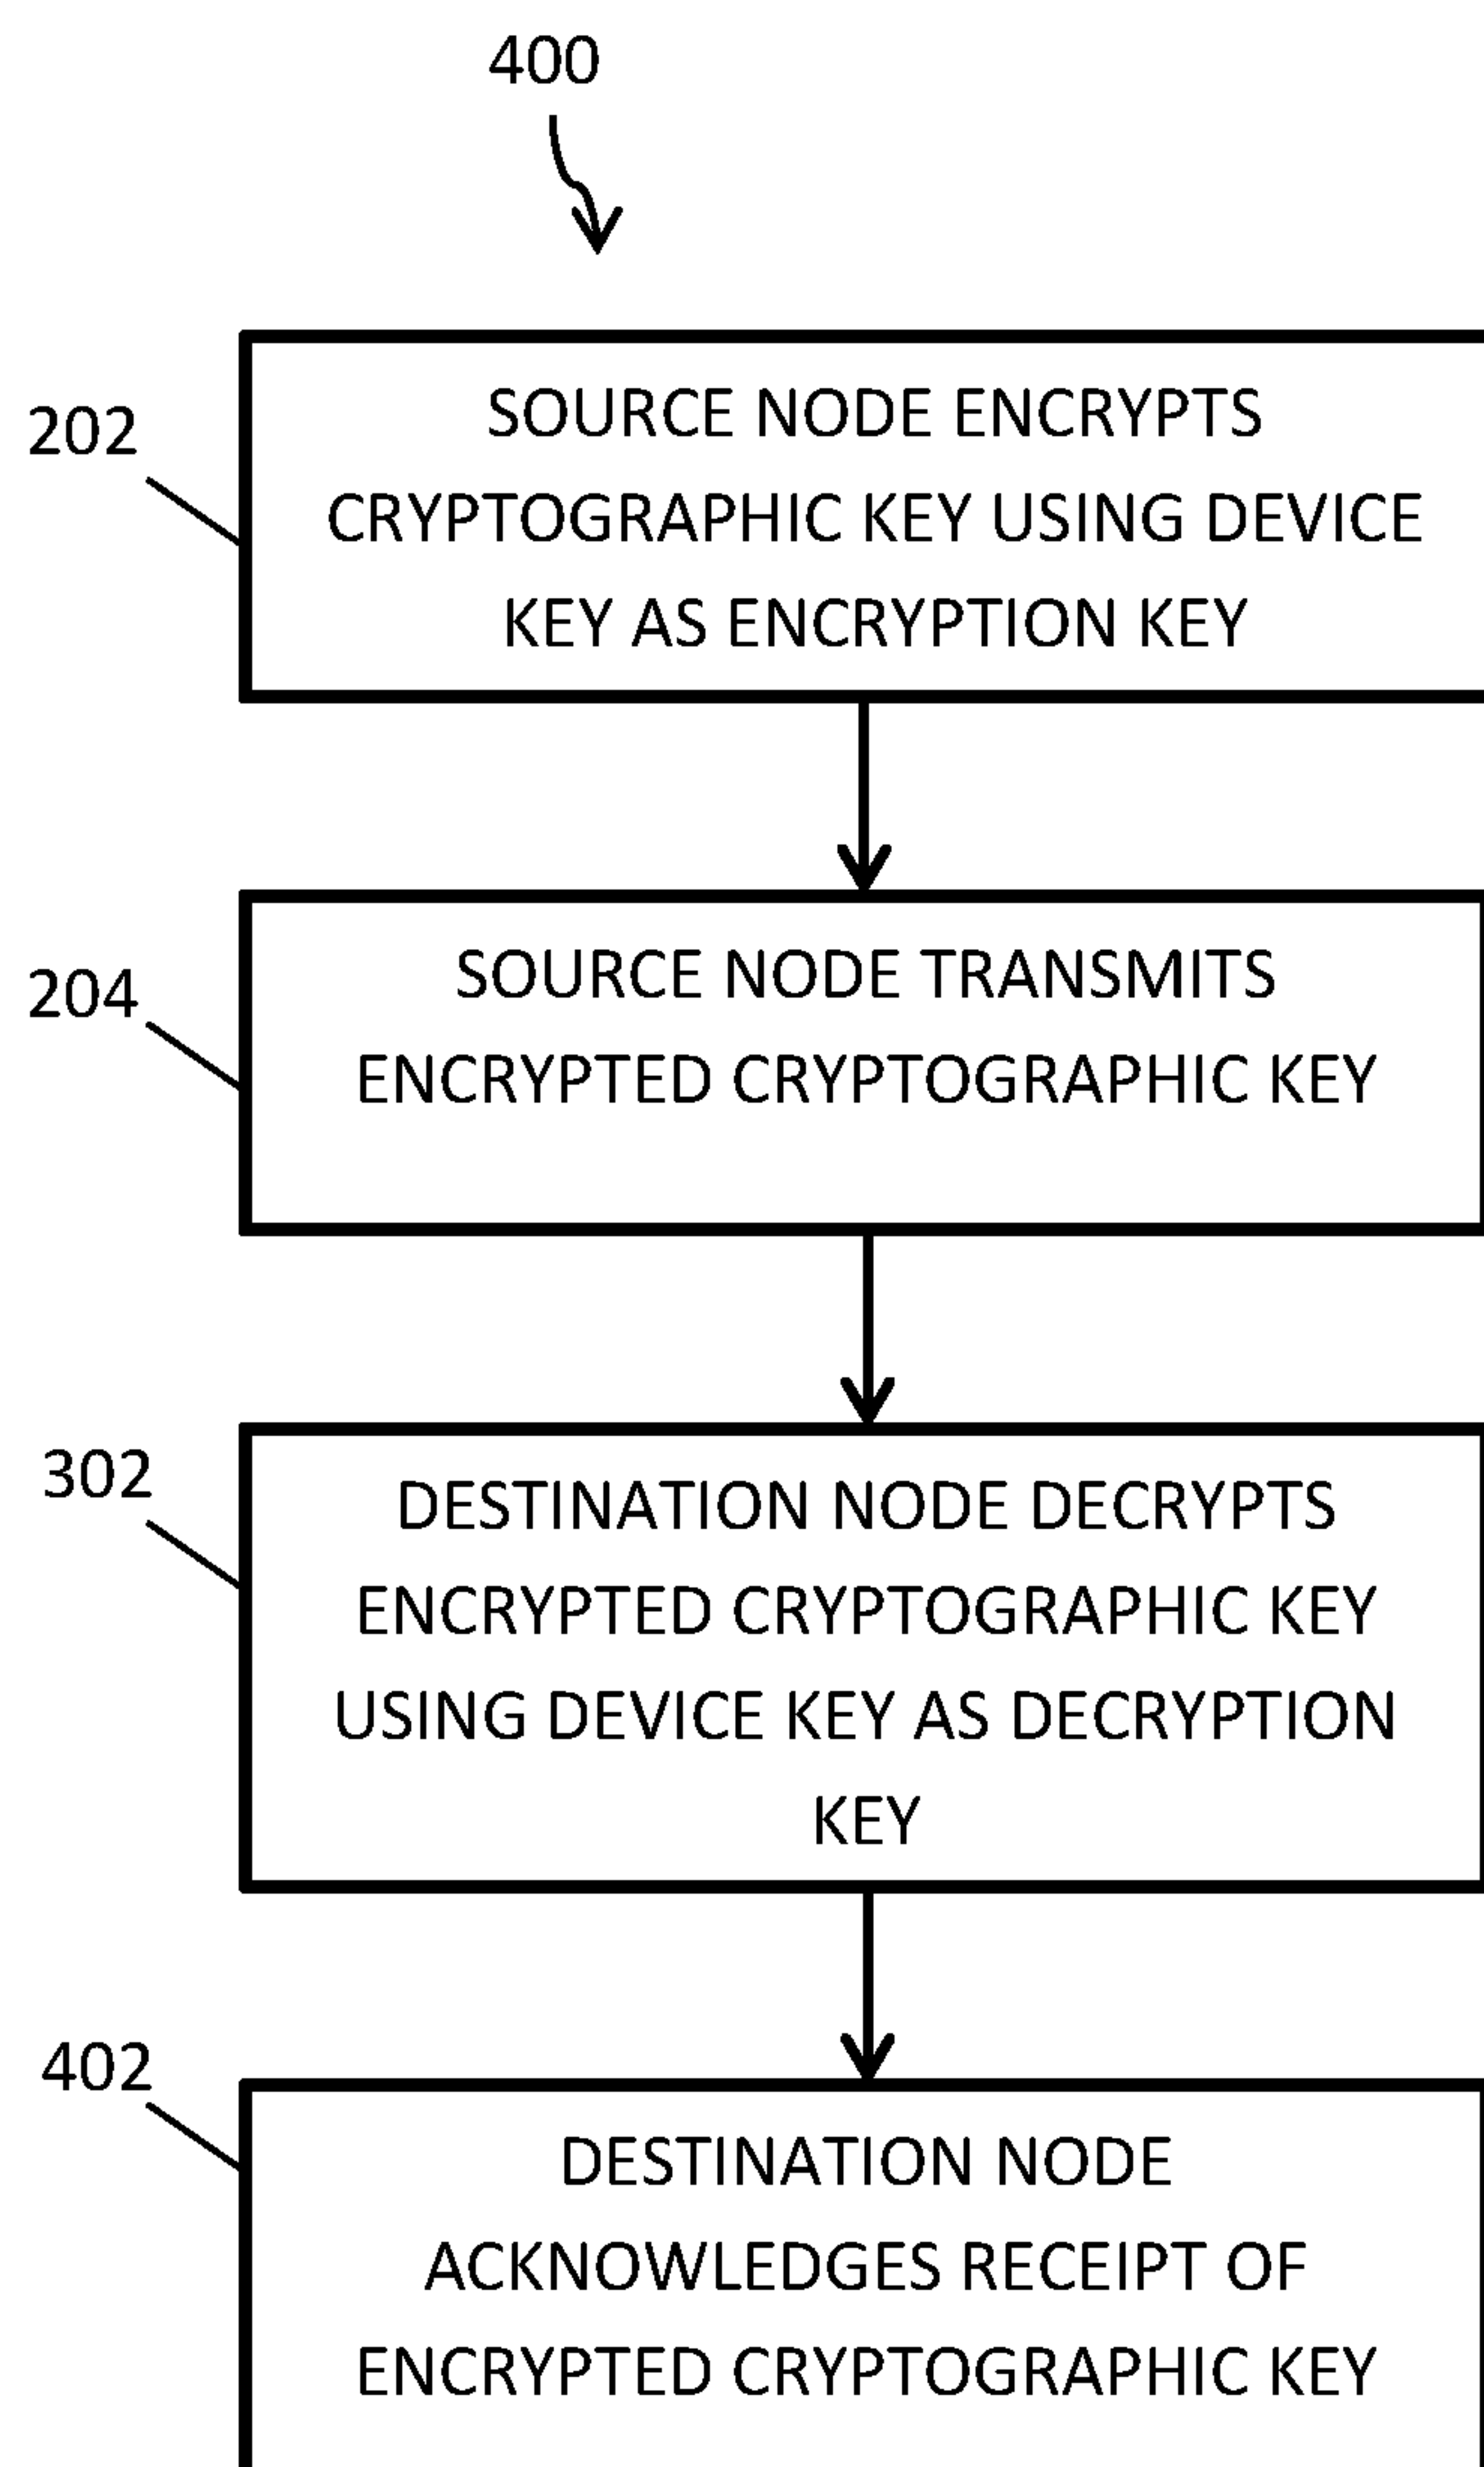 400
202
SOURCE NODE ENCRYPTS
CRYPTOGRAPHIC KEY USING DEVICE
KEY AS ENCRYPTION KEY
204
SOURCE NODE TRANSMITS
ENCRYPTED CRYPTOGRAPHIC KEY
302
DESTINATION NODE DECRYPTS
ENCRYPTED CRYPTOGRAPHIC KEY
USING DEVICE KEY AS DECRYPTION
KEY
402
DESTINATION NODE
ACKNOWLEDGES RECEIPT OF
ENCRYPTED CRYPTOGRAPHIC KEY